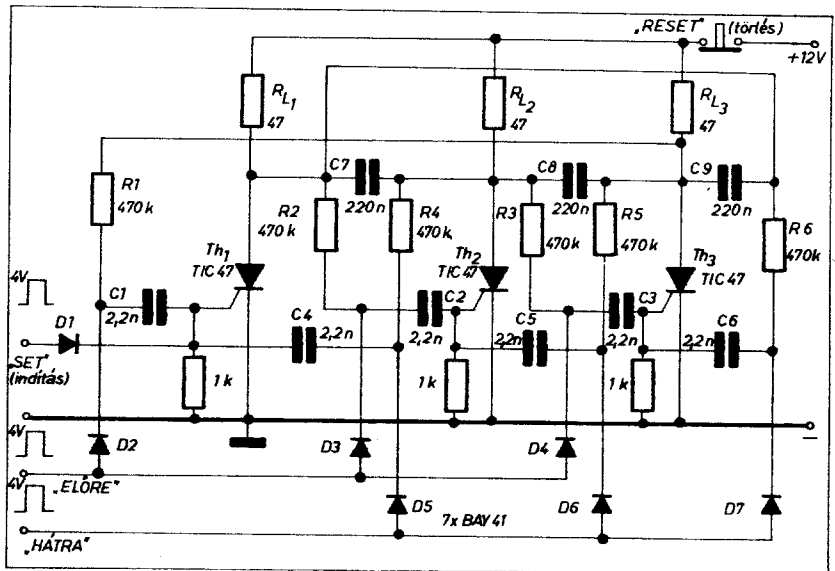 „RESET” (törlés)
+12V
R L1
47
R L2
47
R L3
47
C7
220n
C8
220n
C9
220n
R1
470k
R2
470k
R4
470k
R3
470k
R5
470k
R6
470k
Th1
TIC 47
Th2
TIC 47
Th3
TIC 47
4V
D1
„SET”
(indítás)
C1
2,2n
C4
2,2n
C2
2,2n
C5
2,2n
C3
2,2n
C6
2,2n
1k
1k
1k
–
4V
D2
D3
D4
„ELŐRE”
4V
D5
7x BAY 41
D6
D7
„HÁTRA”